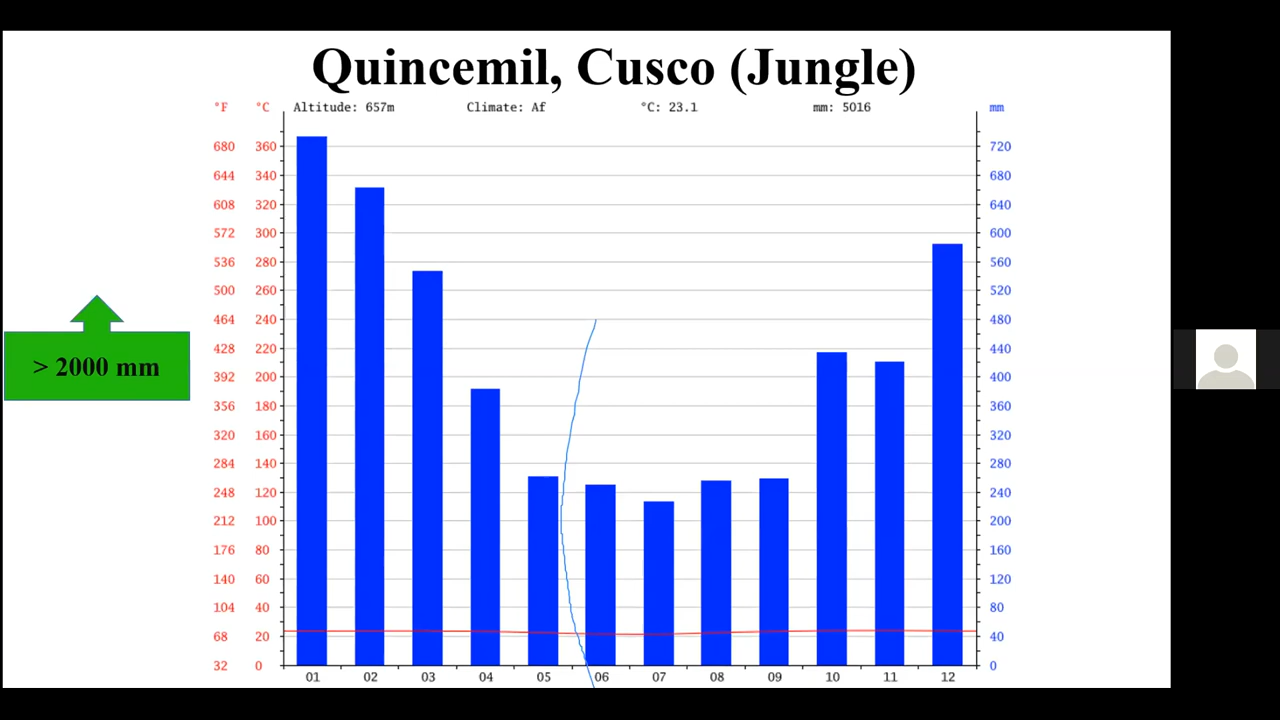 Quincemil, Cusco (Jungle)
°F °C Altitude: 657m Climate: Af °C: 23.1 mm: 5016 mm
680 360 720
644 340 680
608 320 640
572 300 600
536 280 560
500 260 520
464 240 480
428 220 440
> 2000 mm
392 200 400
356 180 360
320 160 320
284 140 280
248 120 240
212 100 200
176 80 160
140 60 120
104 40 80
68 20 40
32 0 0
01 02 03 04 05 06 07 08 09 10 11 12